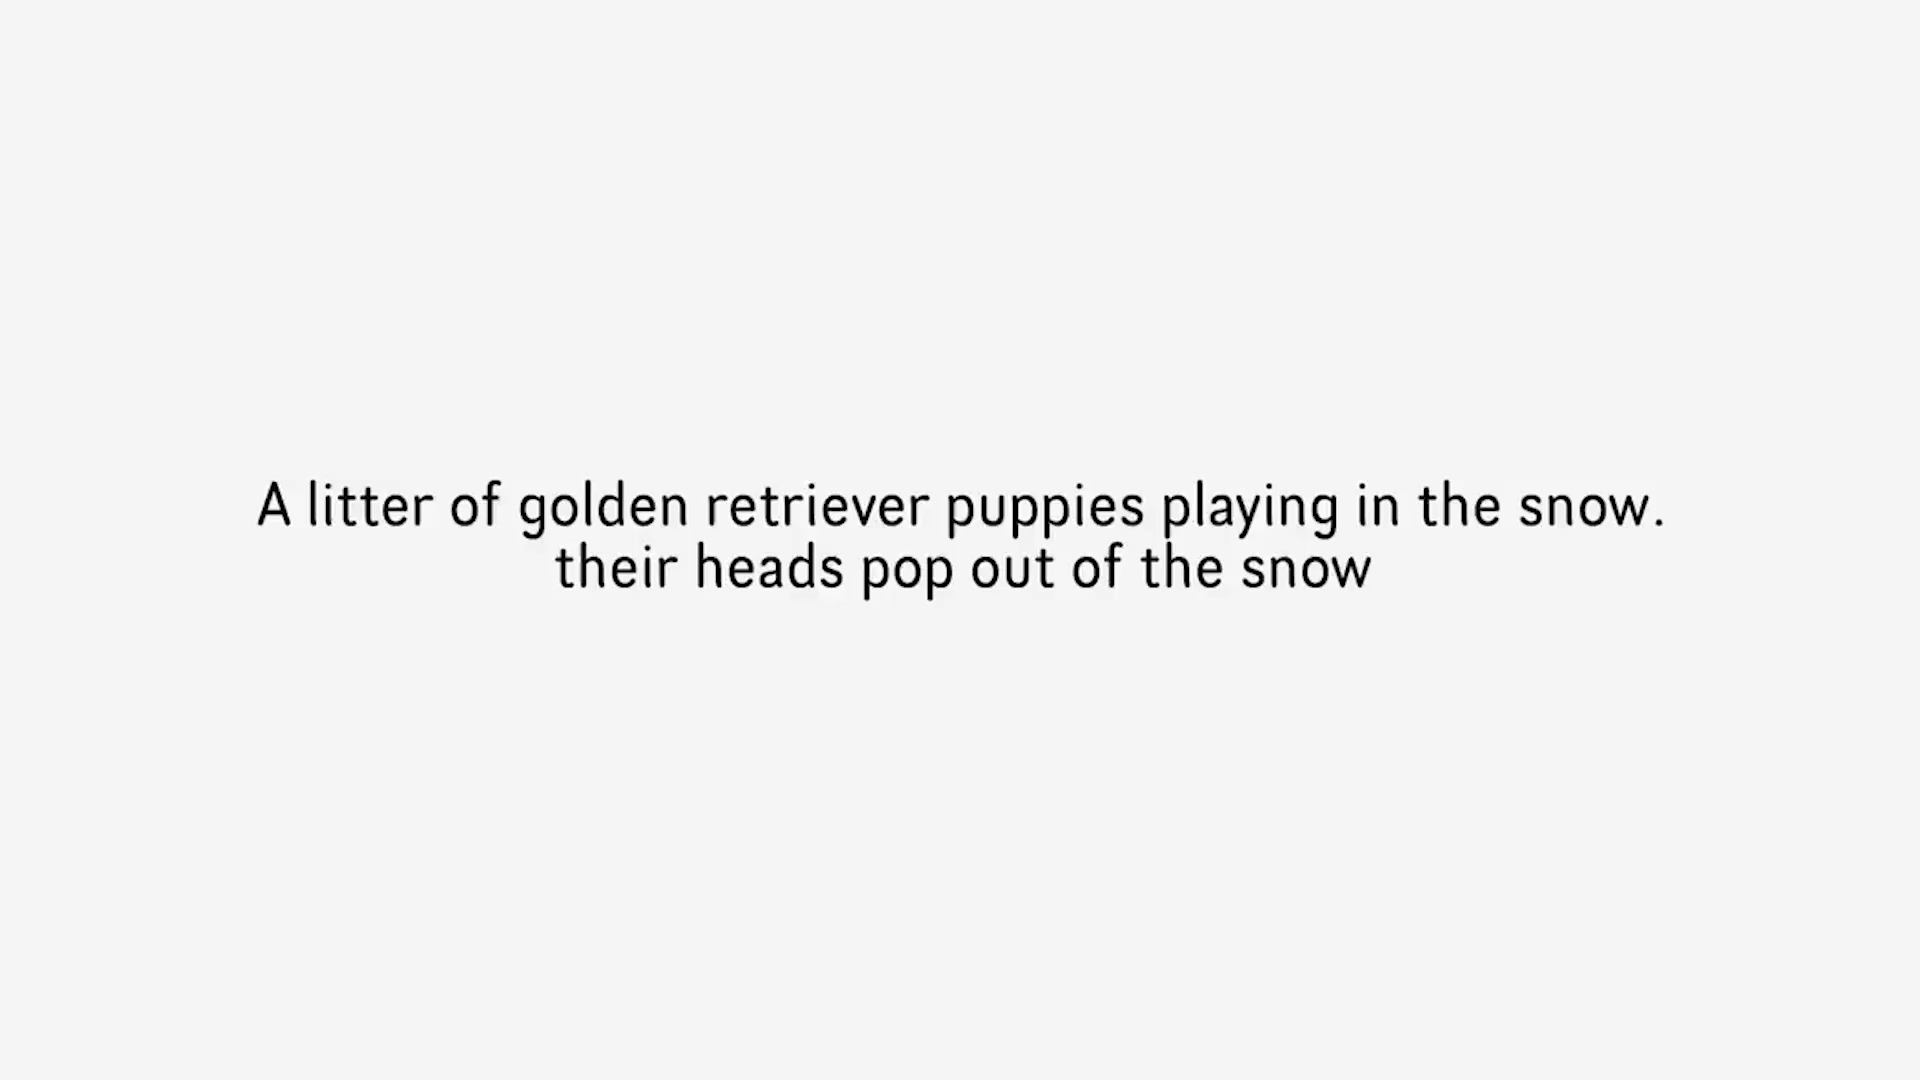 A litter of golden retriever puppies playing in the snow.
their heads pop out of the snow